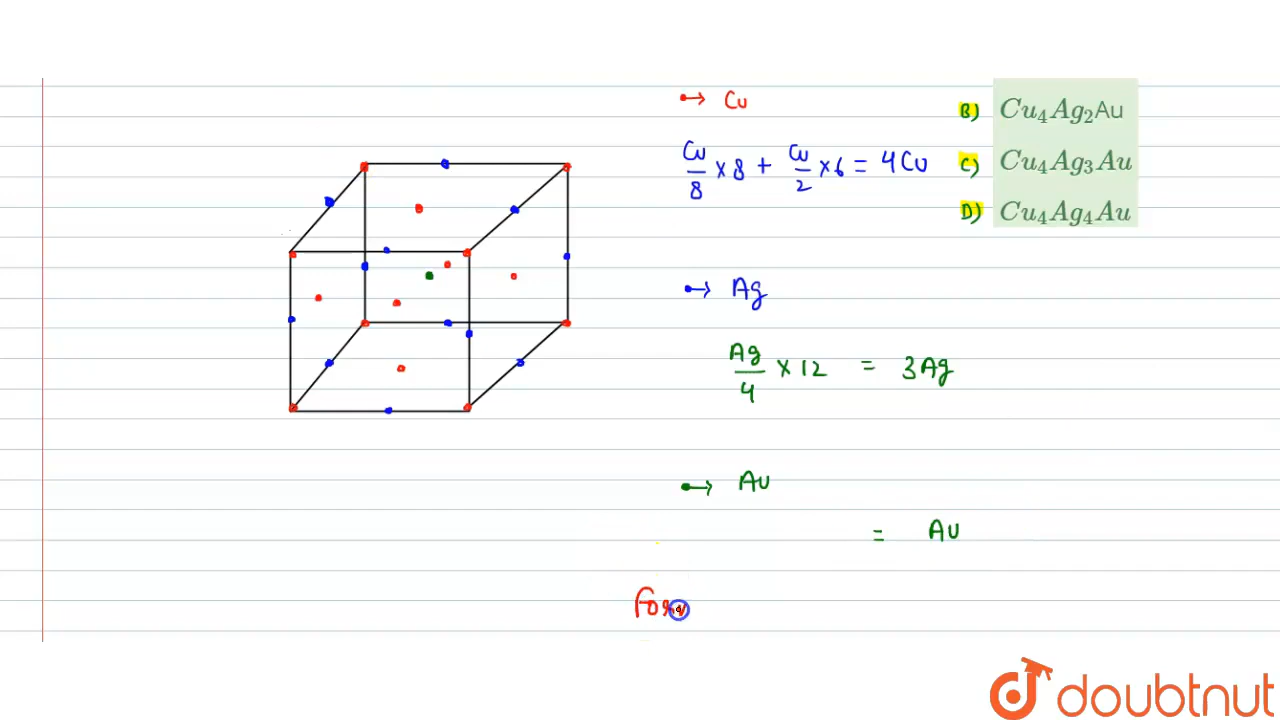 → Cu
B) Cu₄Ag₂Au
Cu/8 × 8 + Cu/2 × 6 = 4Cu
C) Cu₄Ag₃Au
D) Cu₄Ag₄Au
→ Ag
Ag/4 × 12 = 3Ag
→ Au
= Au
doubtnut